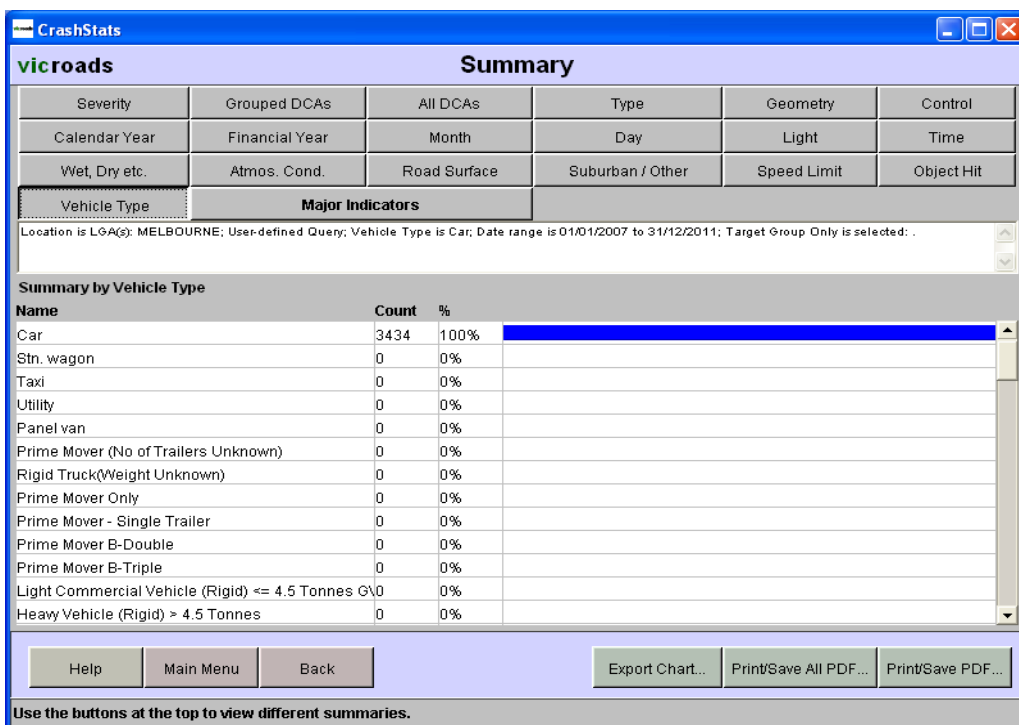 CrashStats
vicroads Summary
Severity Grouped DCAs All DCAs Type Geometry Control
Calendar Year Financial Year Month Day Light Time
Wet, Dry etc. Atmos. Cond. Road Surface Suburban / Other Speed Limit Object Hit
Vehicle Type Major Indicators
Location is LGA(s): MELBOURNE; User-defined Query; Vehicle Type is Car; Date range is 01/01/2007 to 31/12/2011; Target Group Only is selected: .
Summary by Vehicle Type
Name Count %
Car 3434 100%
Stn. wagon 0 0%
Taxi 0 0%
Utility 0 0%
Panel van 0 0%
Prime Mover (No of Trailers Unknown) 0 0%
Rigid Truck(Weight Unknown) 0 0%
Prime Mover Only 0 0%
Prime Mover - Single Trailer 0 0%
Prime Mover B-Double 0 0%
Prime Mover B-Triple 0 0%
Light Commercial Vehicle (Rigid) <= 4.5 Tonnes G 0 0%
Heavy Vehicle (Rigid) > 4.5 Tonnes 0 0%
Help Main Menu Back Export Chart... Print/Save All PDF... Print/Save PDF...
Use the buttons at the top to view different summaries.